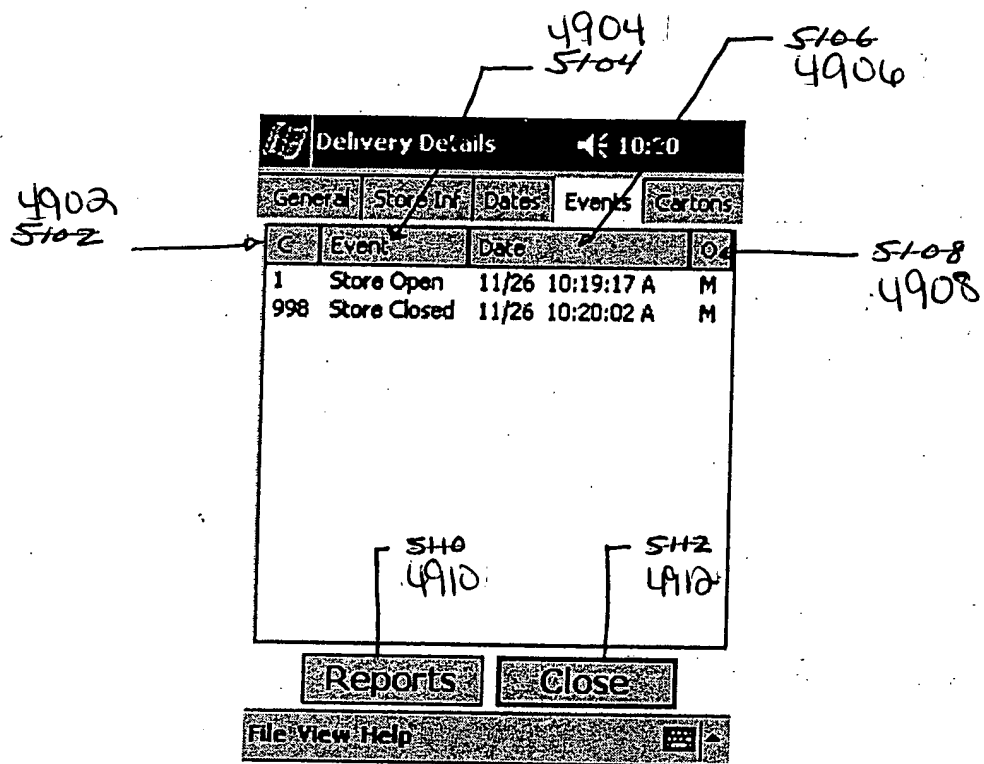 4904
5104
5106
4906
Delivery Details 10:20
General Store Inf Dates Events Cartons
4902
5102
C Event Date O
5108
4908
1 Store Open 11/26 10:19:17 A M
998 Store Closed 11/26 10:20:02 A M
5110
4910
5112
4912
Reports Close
File View Help